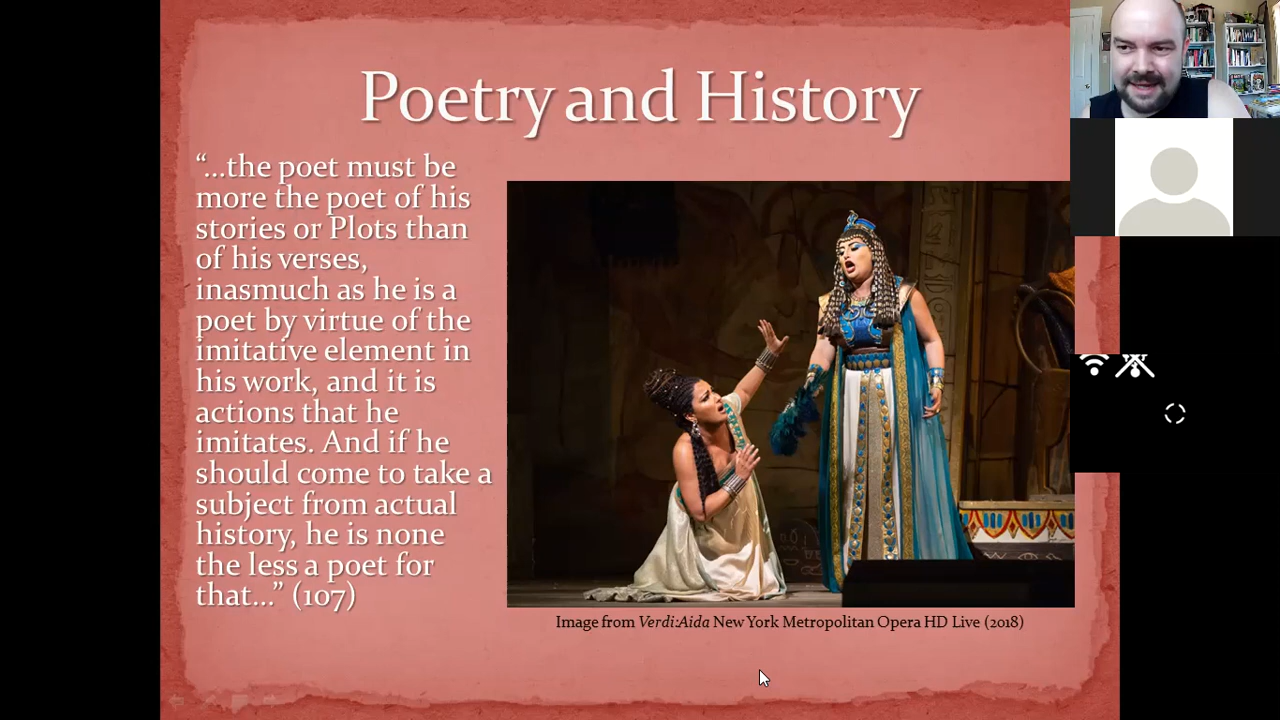 Poetry and History
“…the poet must be
more the poet of his
stories or Plots than
of his verses,
inasmuch as he is a
poet by virtue of the
imitative element in
his work, and it is
actions that he
imitates. And if he
should come to take a
subject from actual
history, he is none
the less a poet for
that…” (107)
Image from Verdi:Aida New York Metropolitan Opera HD Live (2018)